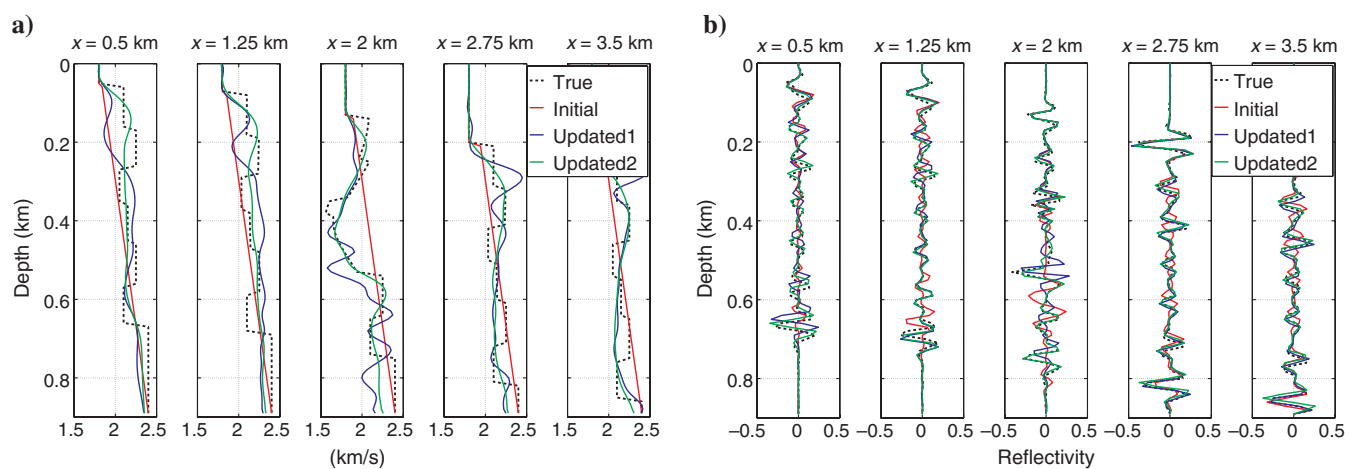 a)
x = 0.5 km x = 1.25 km x = 2 km x = 2.75 km x = 3.5 km
0
0.2
0.4
0.6
0.8
Depth (km)
True
Initial
Updated1
Updated2
1.5 2 2.5 1.5 2 2.5 1.5 2 2.5 1.5 2 2.5 1.5 2 2.5
(km/s)
b)
x = 0.5 km x = 1.25 km x = 2 km x = 2.75 km x = 3.5 km
0
0.2
0.4
0.6
0.8
Depth (km)
True
Initial
Updated1
Updated2
−0.5 0 0.5 −0.5 0 0.5 −0.5 0 0.5 −0.5 0 0.5 −0.5 0 0.5
Reflectivity